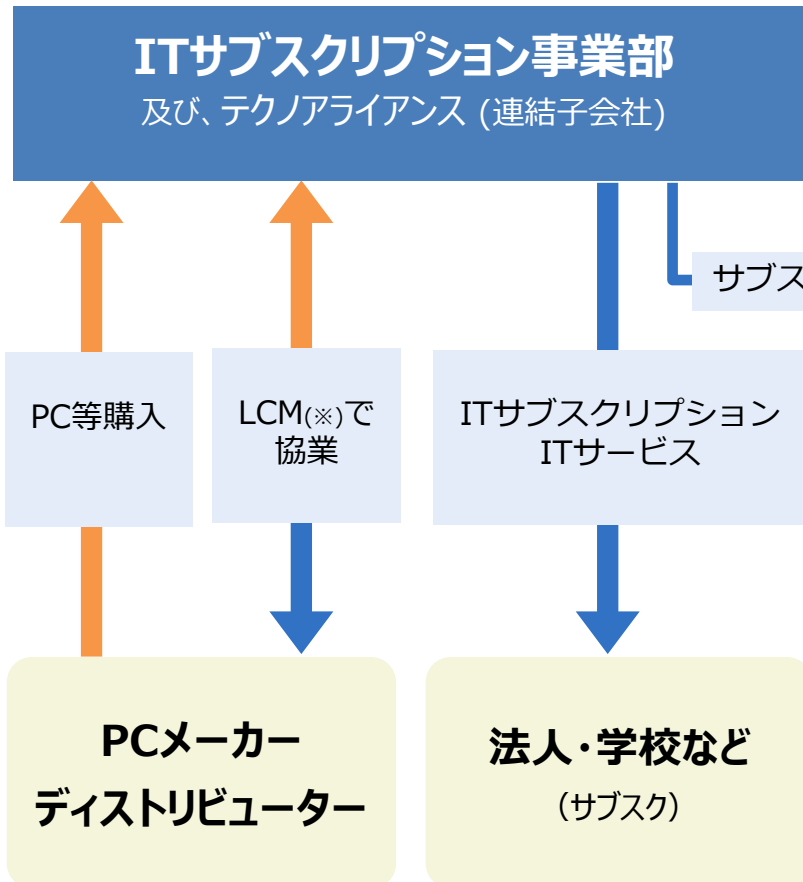 ITサブスクリプション事業部
及び、テクノアライアンス (連結子会社)
サブス
PC等購入
LCM(※)で
協業
ITサブスクリプション
ITサービス
PCメーカー
ディストリビューター
法人・学校など
(サブスク)